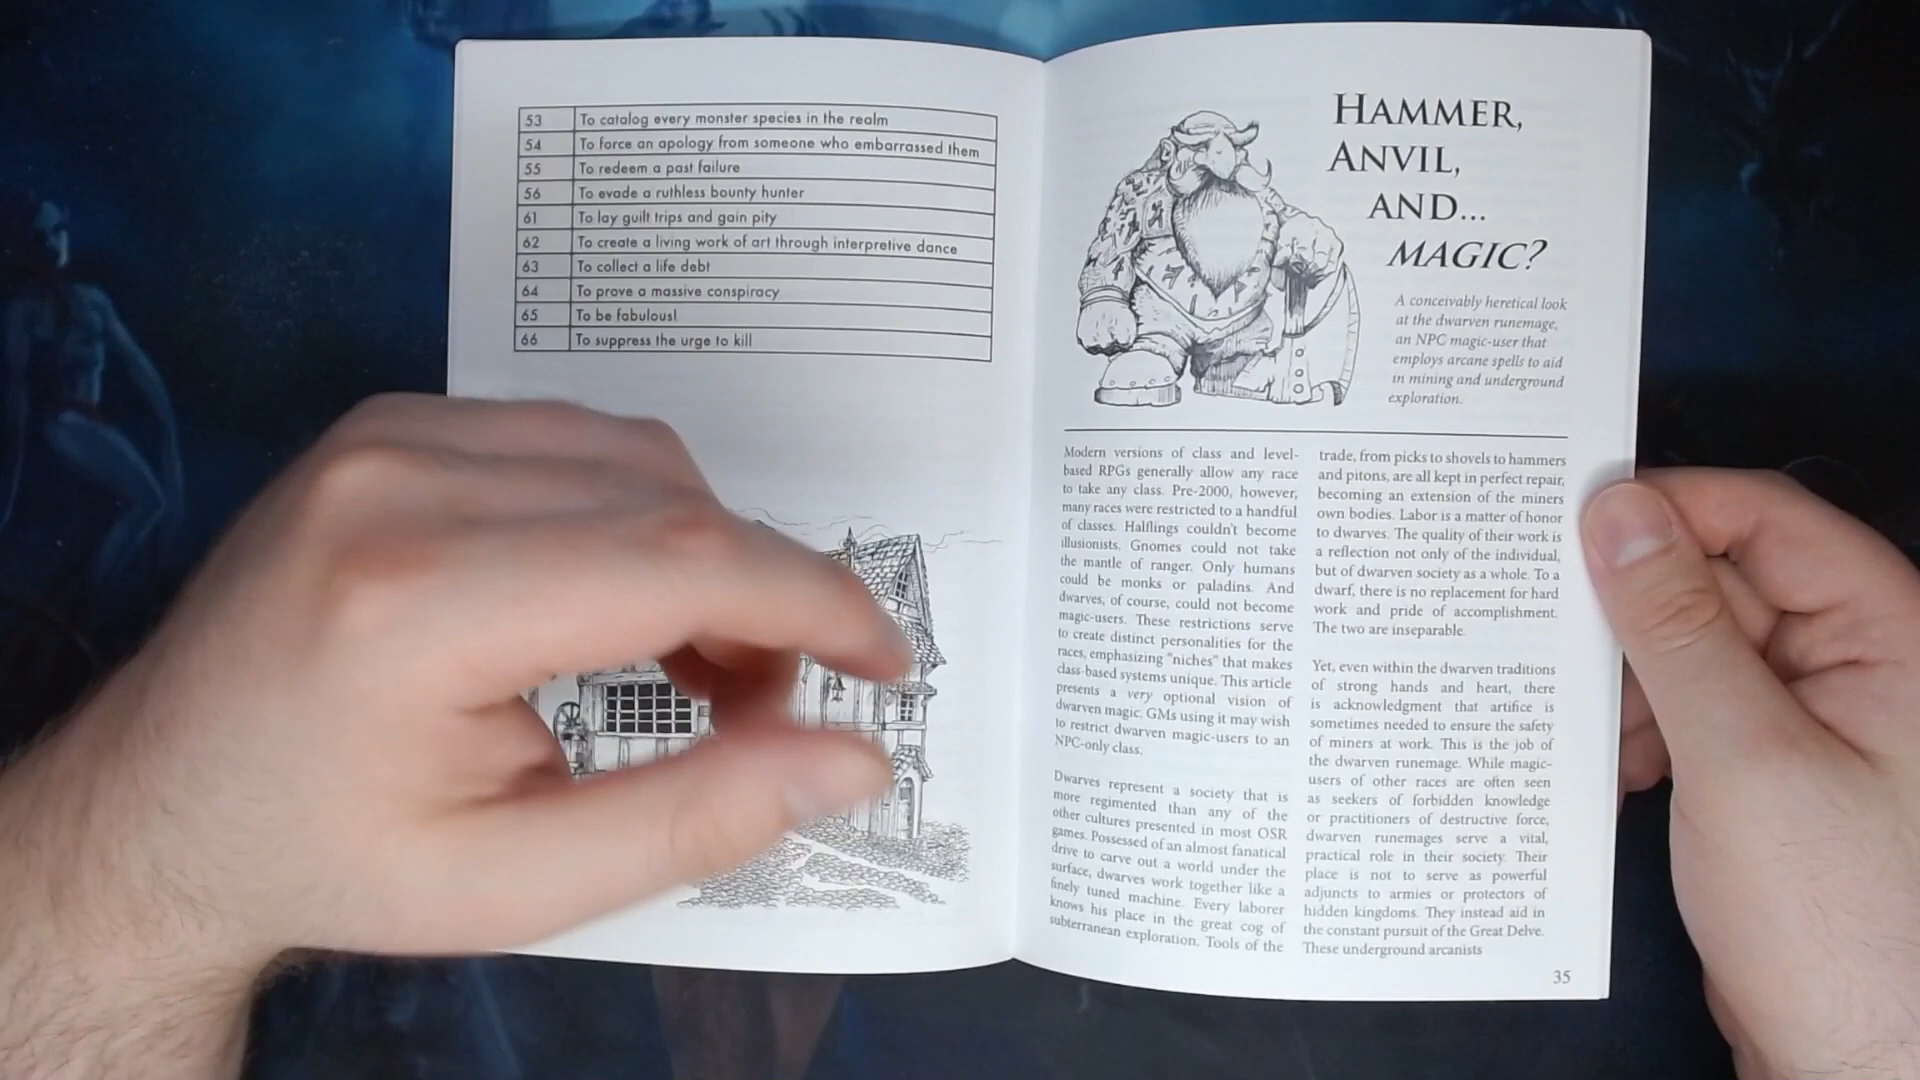 53 To catalog every monster species in the realm
54 To force an apology from someone who embarrassed them
55 To redeem a past failure
56 To evade a ruthless bounty hunter
61 To lay guilt trips and gain pity
62 To create a living work of art through interpretive dance
63 To collect a life debt
64 To prove a massive conspiracy
65 To be fabulous!
66 To suppress the urge to kill
HAMMER,
ANVIL,
AND...
MAGIC?
A conceivably heretical look
at the dwarven runemage,
an NPC magic-user that
employs arcane spells to aid
in mining and underground
exploration.
Modern versions of class and level-
based RPGs generally allow any race
to take any class. Pre-2000, however,
many races were restricted to a handful
of classes. Halflings couldn't become
illusionists. Gnomes could not take
the mantle of ranger. Only humans
could be monks or paladins. And
dwarves, of course, could not become
magic-users. These restrictions serve
to create distinct personalities for the
races, emphasizing "niches" that makes
class-based systems unique. This article
presents a very optional vision of
dwarven magic. GMs using it may wish
to restrict dwarven magic-users to an
NPC-only class.
Dwarves represent a society that is
more regimented than any of the
other cultures presented in most OSR
games. Possessed of an almost fanatical
drive to carve out a world under the
surface, dwarves work together like a
finely tuned machine. Every laborer
knows his place in the great cog of
subterranean exploration. Tools of the
trade, from picks to shovels to hammers
and pitons, are all kept in perfect repair,
becoming an extension of the miners
own bodies. Labor is a matter of honor
to dwarves. The quality of their work is
a reflection not only of the individual,
but of dwarven society as a whole. To a
dwarf, there is no replacement for hard
work and pride of accomplishment.
The two are inseparable.
Yet, even within the dwarven traditions
of strong hands and heart, there
is acknowledgment that artifice is
sometimes needed to ensure the safety
of miners at work. This is the job of
the dwarven runemage. While magic-
users of other races are often seen
as seekers of forbidden knowledge
or practitioners of destructive force,
dwarven runemages serve a vital,
practical role in their society. Their
place is not to serve as powerful
adjuncts to armies or protectors of
hidden kingdoms. They instead aid in
the constant pursuit of the Great Delve.
These underground arcanists
35